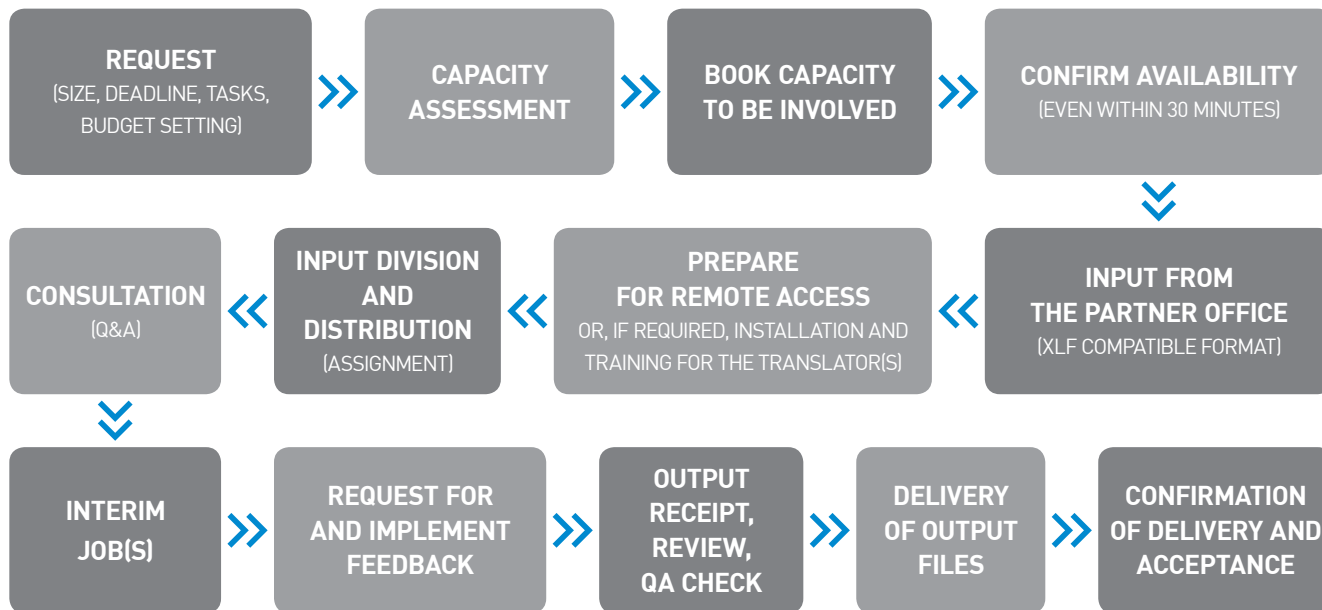 REQUEST
(SIZE, DEADLINE, TASKS,
BUDGET SETTING)
CAPACITY
ASSESSMENT
BOOK CAPACITY
TO BE INVOLVED
CONFIRM AVAILABILITY
(EVEN WITHIN 30 MINUTES)
INPUT FROM
THE PARTNER OFFICE
(XLF COMPATIBLE FORMAT)
PREPARE
FOR REMOTE ACCESS
OR, IF REQUIRED, INSTALLATION AND
TRAINING FOR THE TRANSLATOR(S)
INPUT DIVISION
AND
DISTRIBUTION
(ASSIGNMENT)
CONSULTATION
(Q&A)
INTERIM
JOB(S)
REQUEST FOR
AND IMPLEMENT
FEEDBACK
OUTPUT
RECEIPT,
REVIEW,
QA CHECK
DELIVERY
OF OUTPUT
FILES
CONFIRMATION
OF DELIVERY AND
ACCEPTANCE